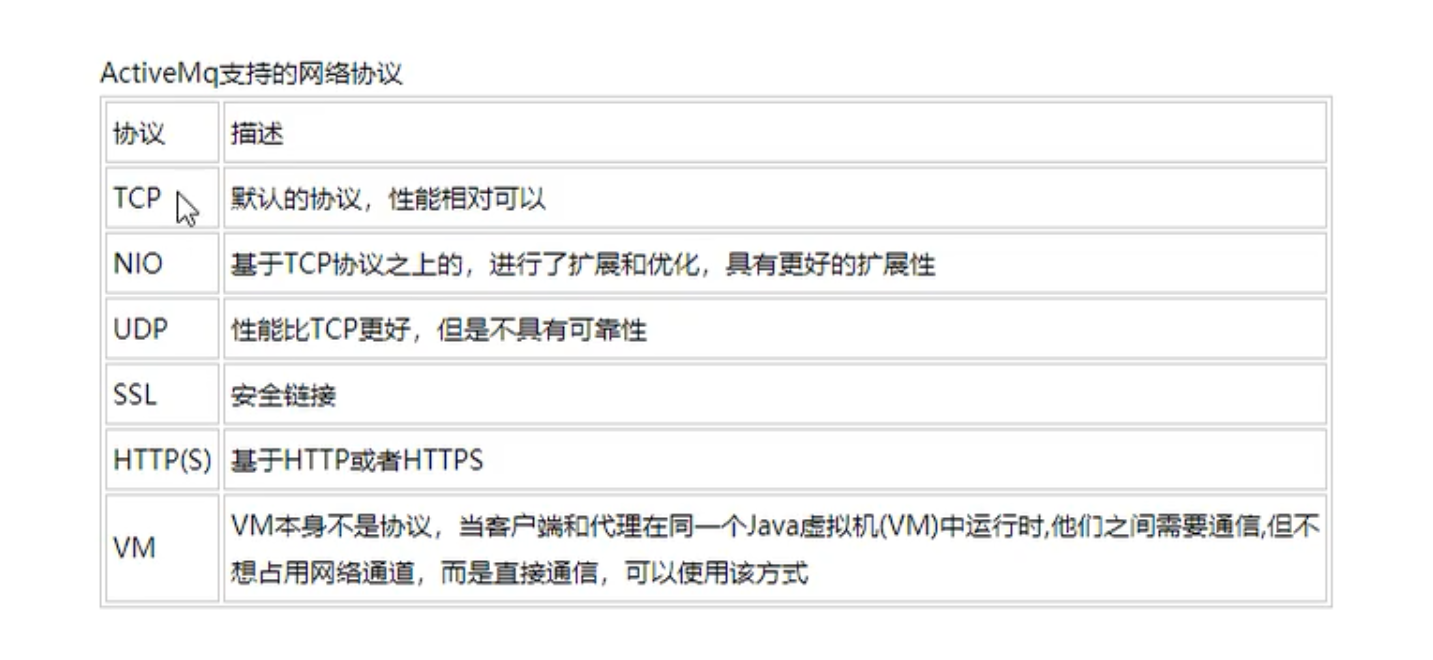 ActiveMq支持的网络协议
协议 描述
TCP 默认的协议，性能相对可以
NIO 基于TCP协议之上的，进行了扩展和优化，具有更好的扩展性
UDP 性能比TCP更好，但是不具有可靠性
SSL 安全链接
HTTP(S) 基于HTTP或者HTTPS
VM VM本身不是协议，当客户端和代理在同一个Java虚拟机(VM)中运行时,他们之间需要通信,但不
想占用网络通道，而是直接通信，可以使用该方式